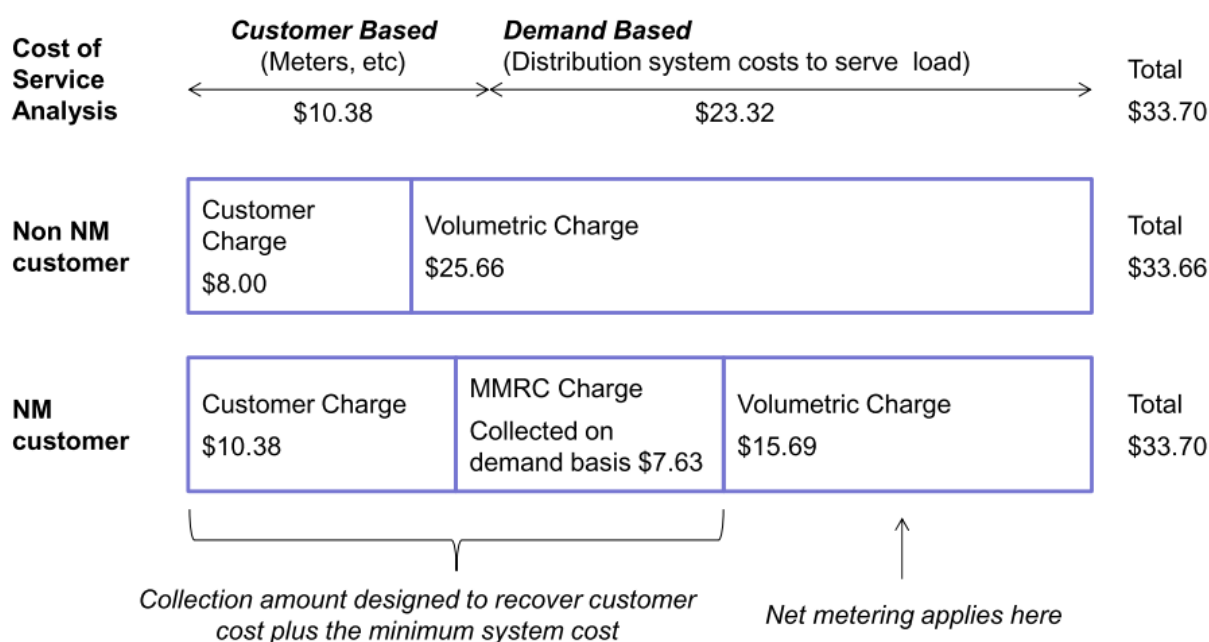 Cost of
Service
Analysis
Customer Based
(Meters, etc)
$10.38
Demand Based
(Distribution system costs to serve load)
$23.32
Total
$33.70
Non NM
customer
Customer
Charge
$8.00
Volumetric Charge
$25.66
Total
$33.66
NM
customer
Customer Charge
$10.38
MMRC Charge
Collected on
demand basis $7.63
Volumetric Charge
$15.69
Total
$33.70
Collection amount designed to recover customer
cost plus the minimum system cost
Net metering applies here